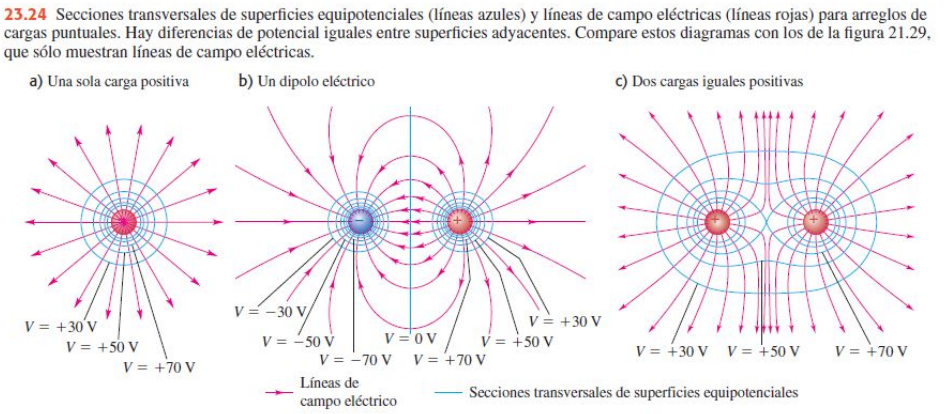 23.24 Secciones transversales de superficies equipotenciales (líneas azules) y líneas de campo eléctricas (líneas rojas) para arreglos de
cargas puntuales. Hay diferencias de potencial iguales entre superficies adyacentes. Compare estos diagramas con los de la figura 21.29,
que sólo muestran líneas de campo eléctricas.
a) Una sola carga positiva
b) Un dipolo eléctrico
c) Dos cargas iguales positivas
−
+
+
+
V = +30 V
V = +50 V
V = +70 V
V = −30 V
V = −50 V
V = −70 V
V = 0 V
V = +70 V
V = +50 V
V = +30 V
V = +30 V
V = +50 V
V = +70 V
Líneas de
campo eléctrico
Secciones transversales de superficies equipotenciales